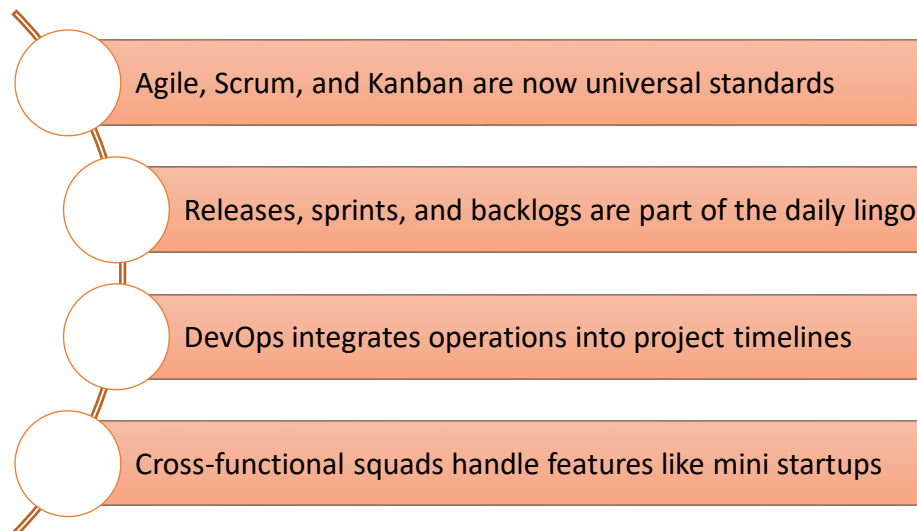 Agile, Scrum, and Kanban are now universal standards
Releases, sprints, and backlogs are part of the daily lingo
DevOps integrates operations into project timelines
Cross-functional squads handle features like mini startups